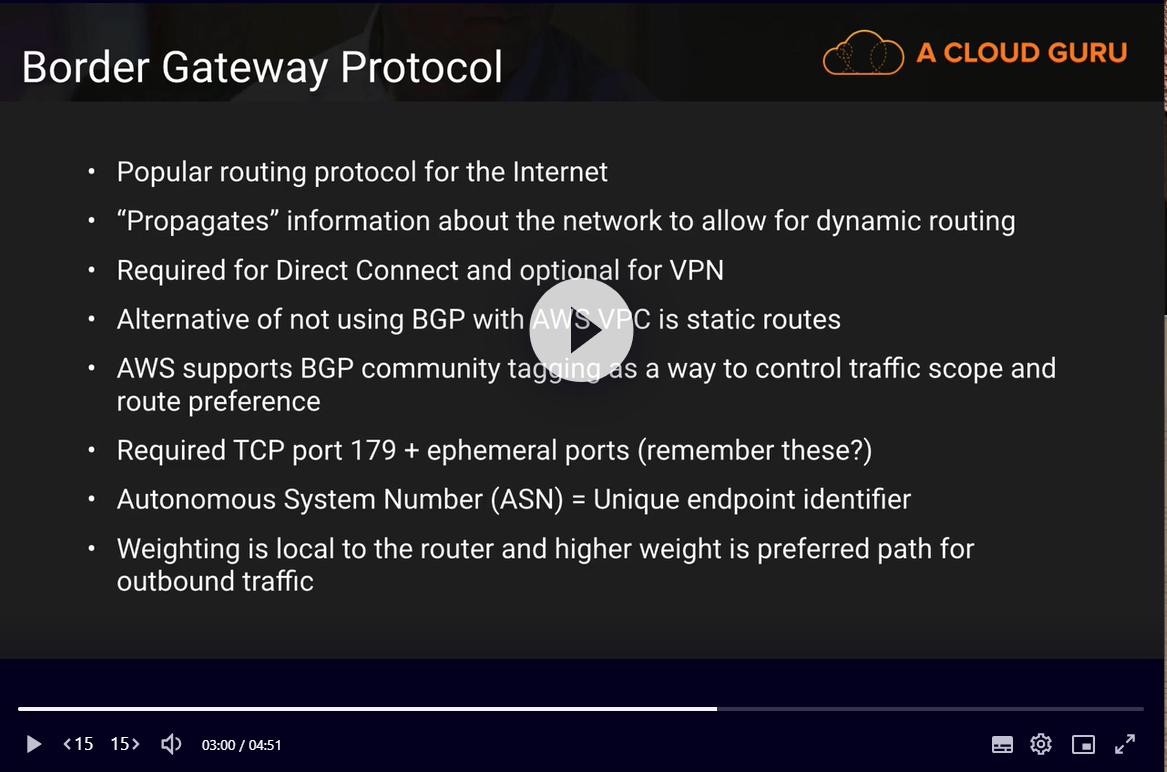 Border Gateway Protocol
A CLOUD GURU
• Popular routing protocol for the Internet
• “Propagates” information about the network to allow for dynamic routing
• Required for Direct Connect and optional for VPN
• Alternative of not using BGP with AWS VPC is static routes
• AWS supports BGP community tagging as a way to control traffic scope and
route preference
• Required TCP port 179 + ephemeral ports (remember these?)
• Autonomous System Number (ASN) = Unique endpoint identifier
• Weighting is local to the router and higher weight is preferred path for
outbound traffic
<15 15> 03:00 / 04:51